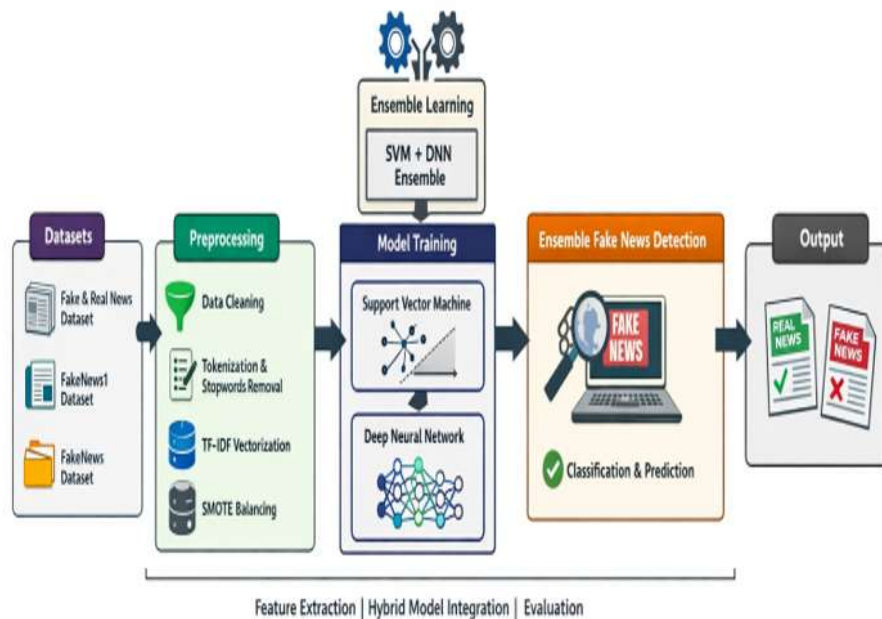 Ensemble Learning
SVM + DNN
Ensemble
Datasets
Fake & Real News
Dataset
FakeNews1
Dataset
FakeNews
Dataset
Preprocessing
Data Cleaning
Tokenization &
Stopwords Removal
TF-IDF Vectorization
SMOTE Balancing
Model Training
Support Vector Machine
Deep Neural Network
Ensemble Fake News Detection
FAKE
NEWS
Classification & Prediction
Output
REAL
NEWS
FAKE
NEWS
Feature Extraction | Hybrid Model Integration | Evaluation